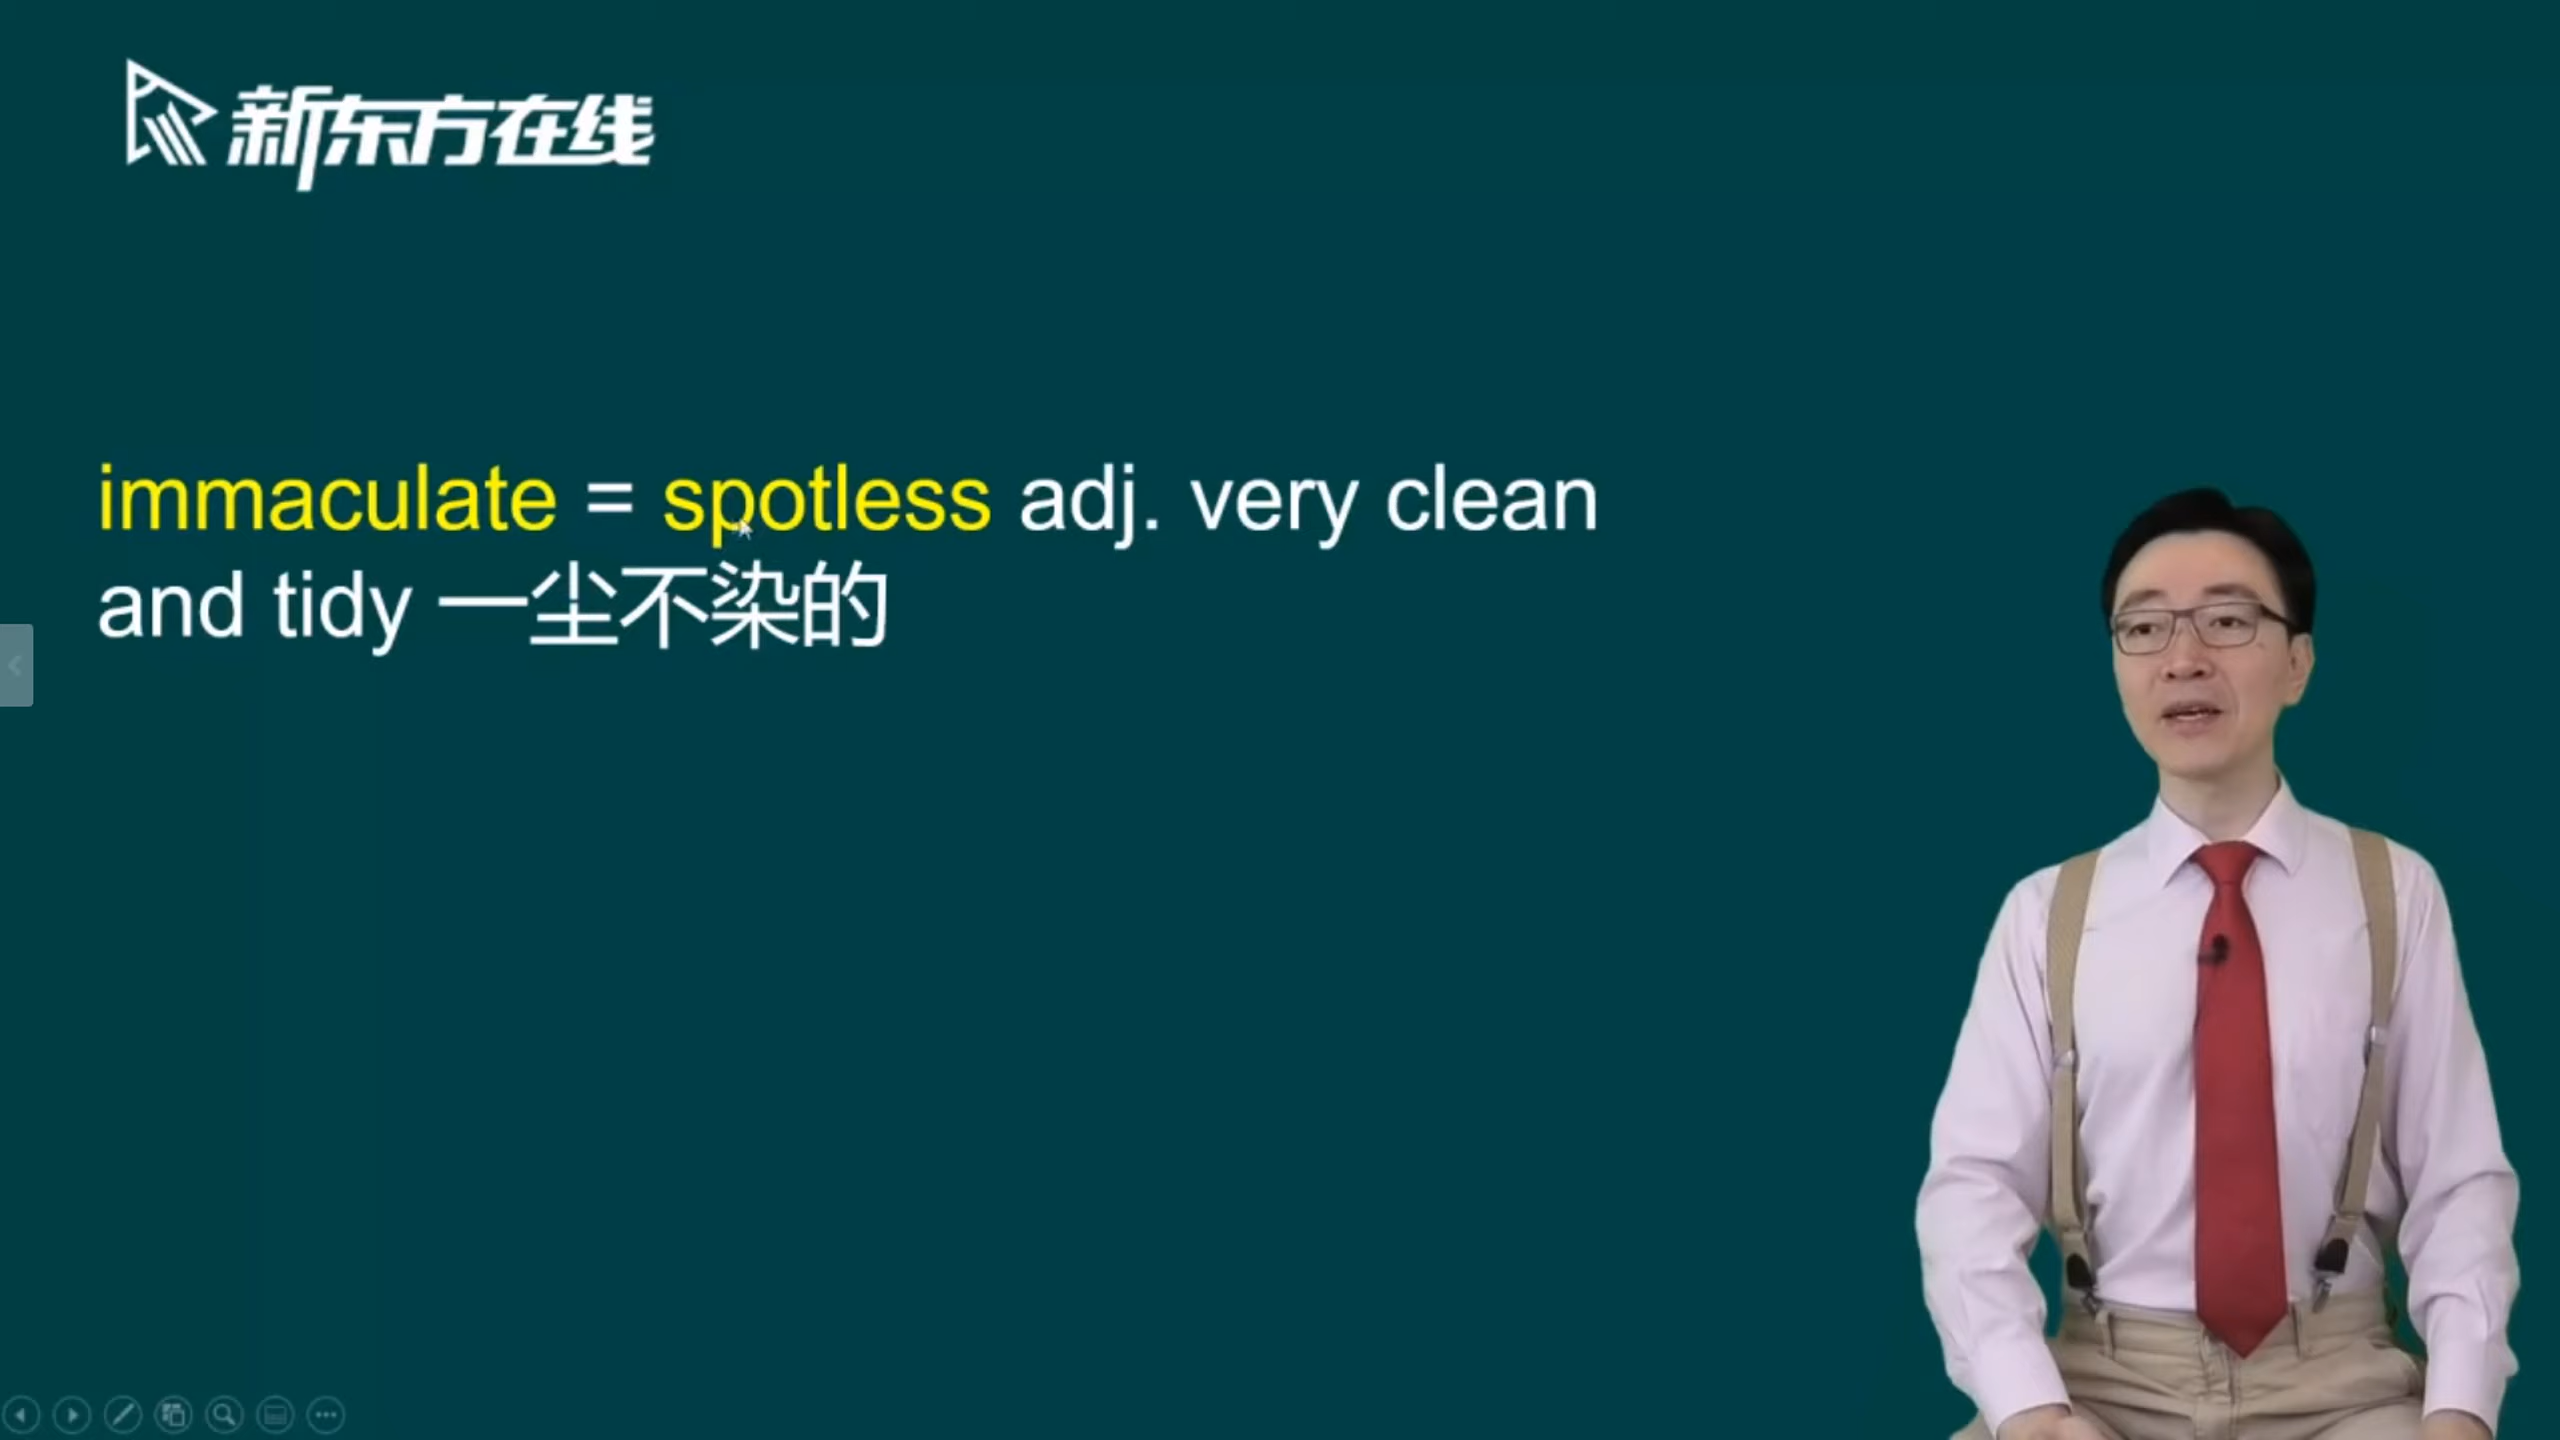 新东方在线
immaculate = spotless adj. very clean
and tidy 一尘不染的